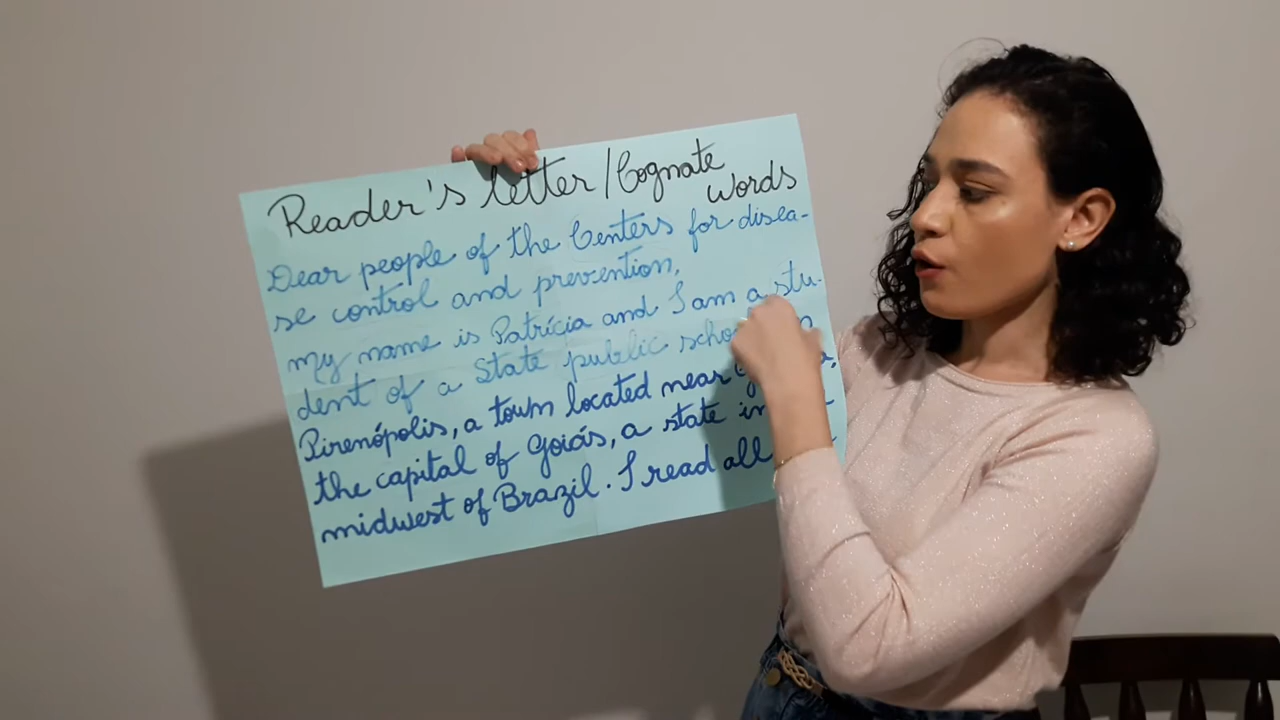 Reader's letter / Cognate
words
Dear people of the Centers for disea-
se control and prevention,
my name is Patrícia and I am a stu-
dent of a State public
Pirenópolis, a town located near
the capital of Goiás, a state in
midwest of Brazil. I read all